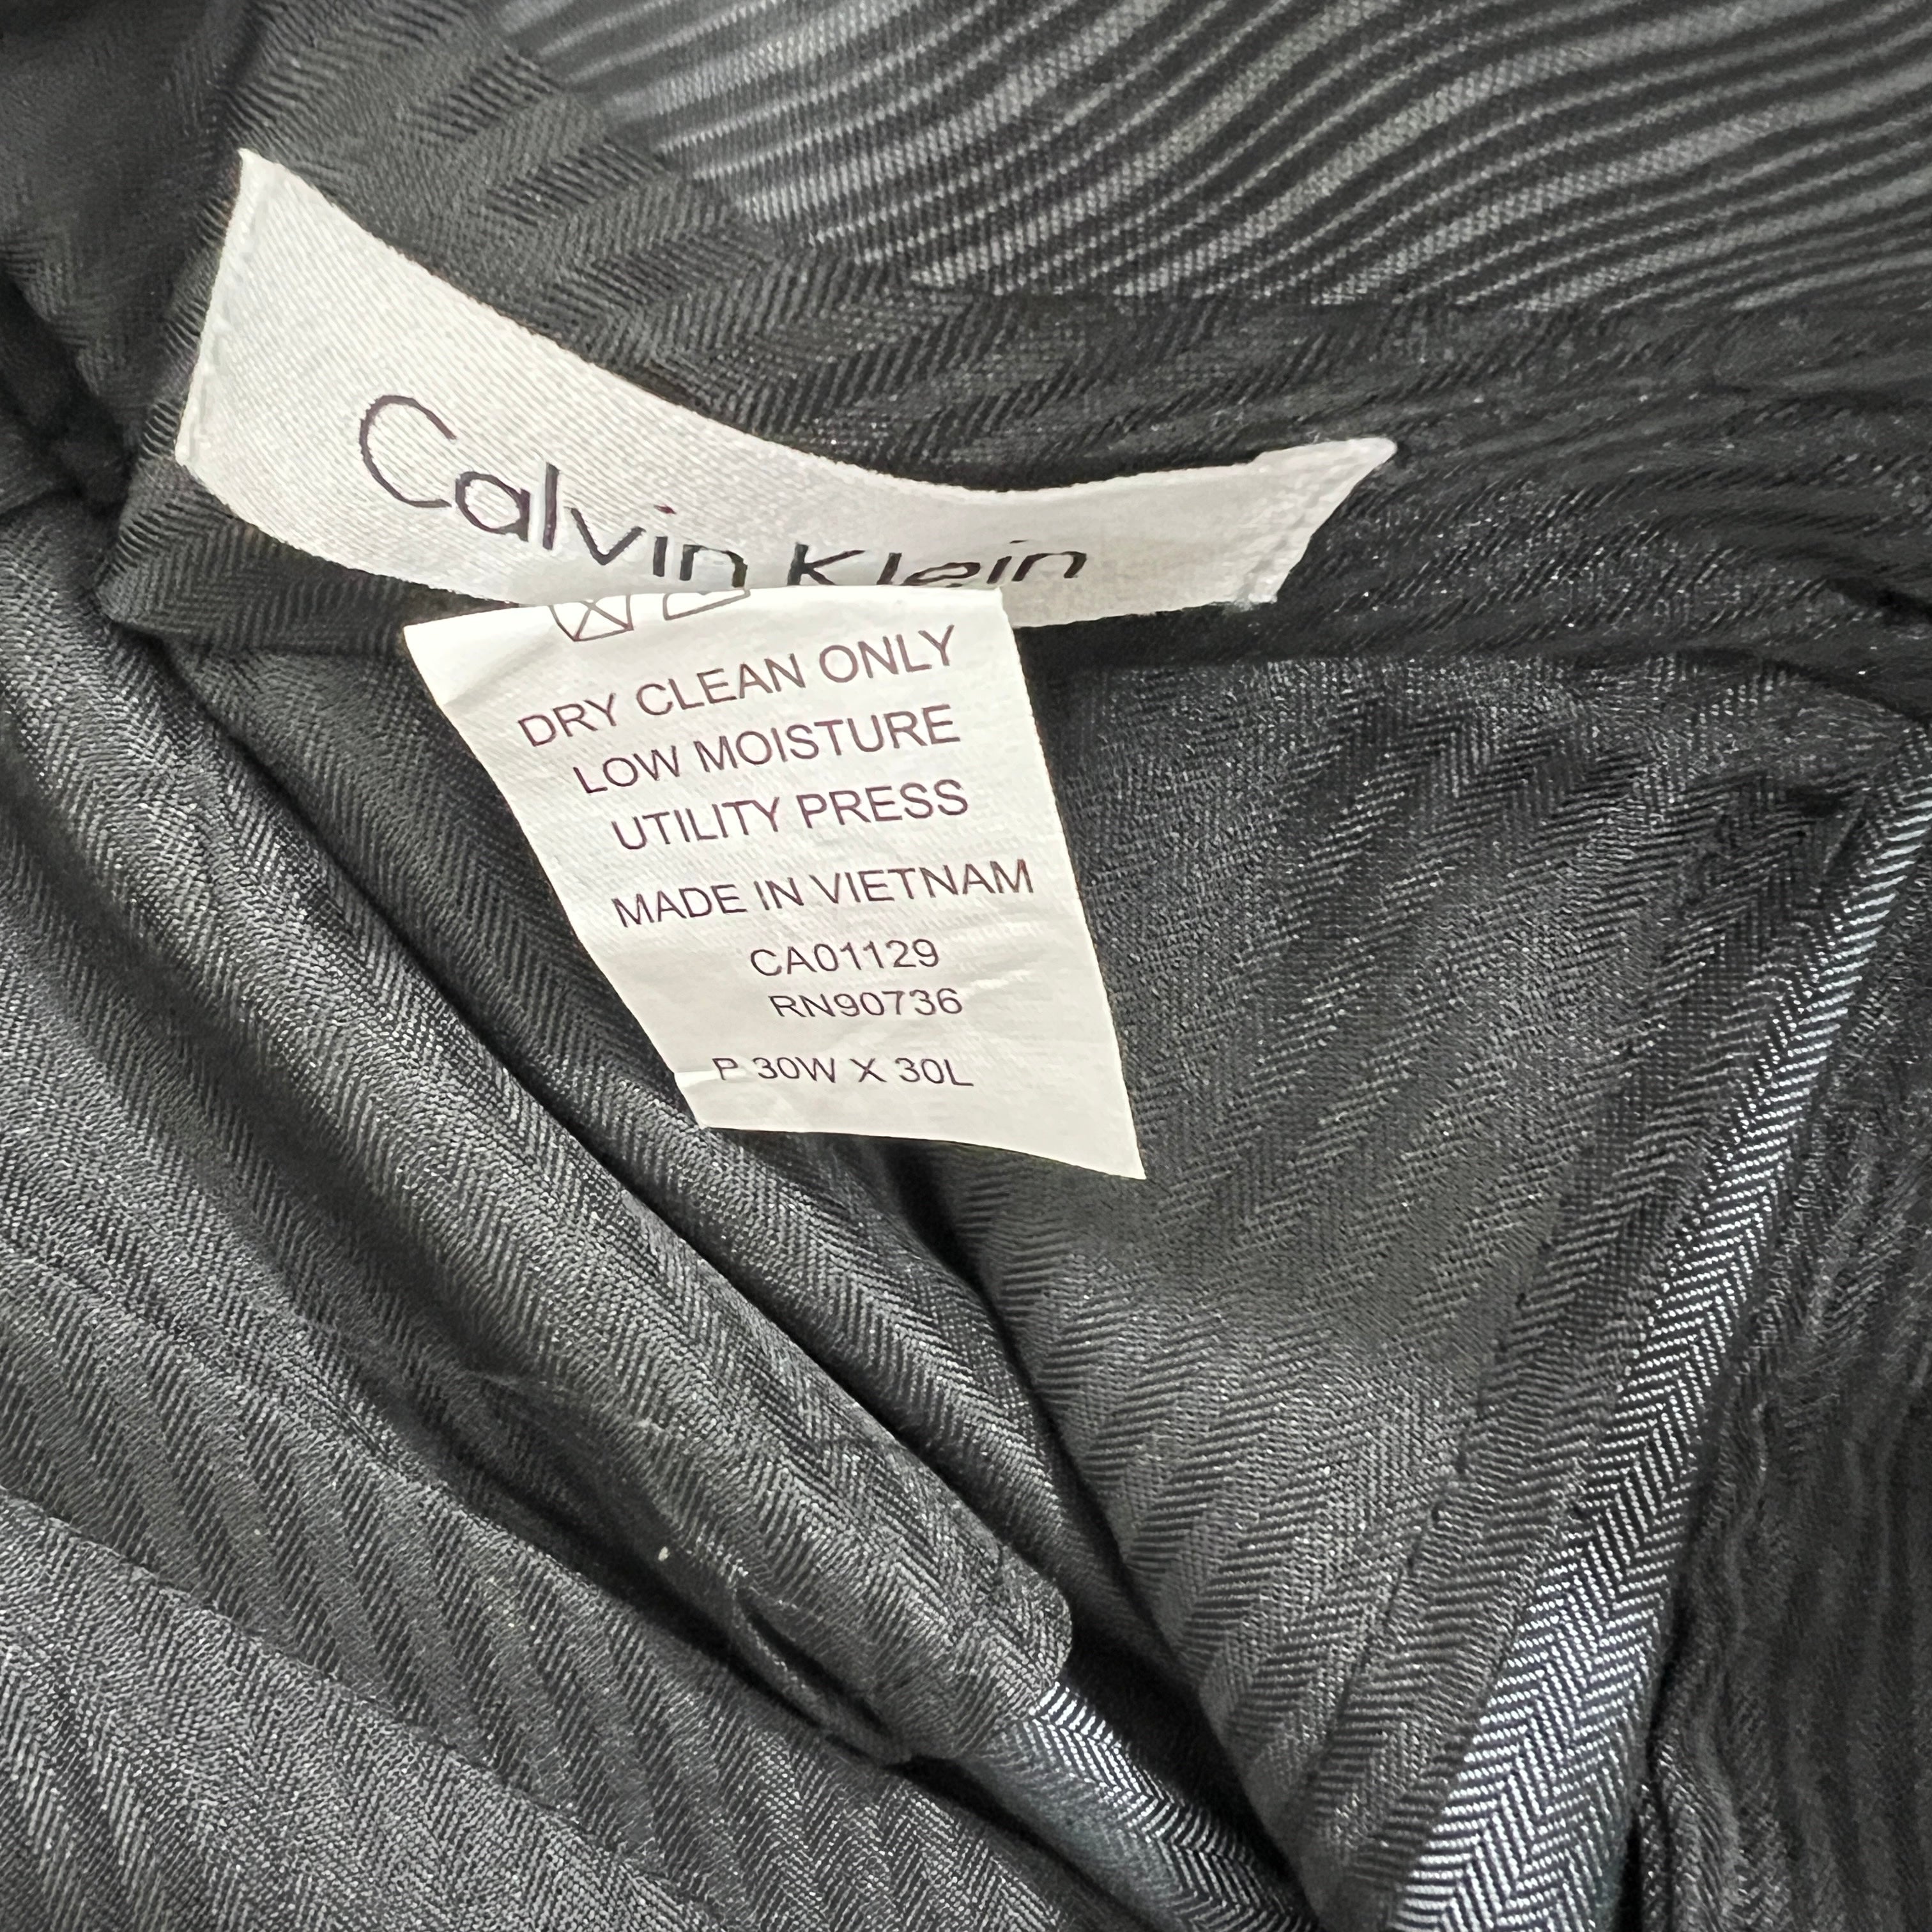 Calvin Klein
DRY CLEAN ONLY
LOW MOISTURE
UTILITY PRESS
MADE IN VIETNAM
CA01129
RN90736
P 30W X 30L